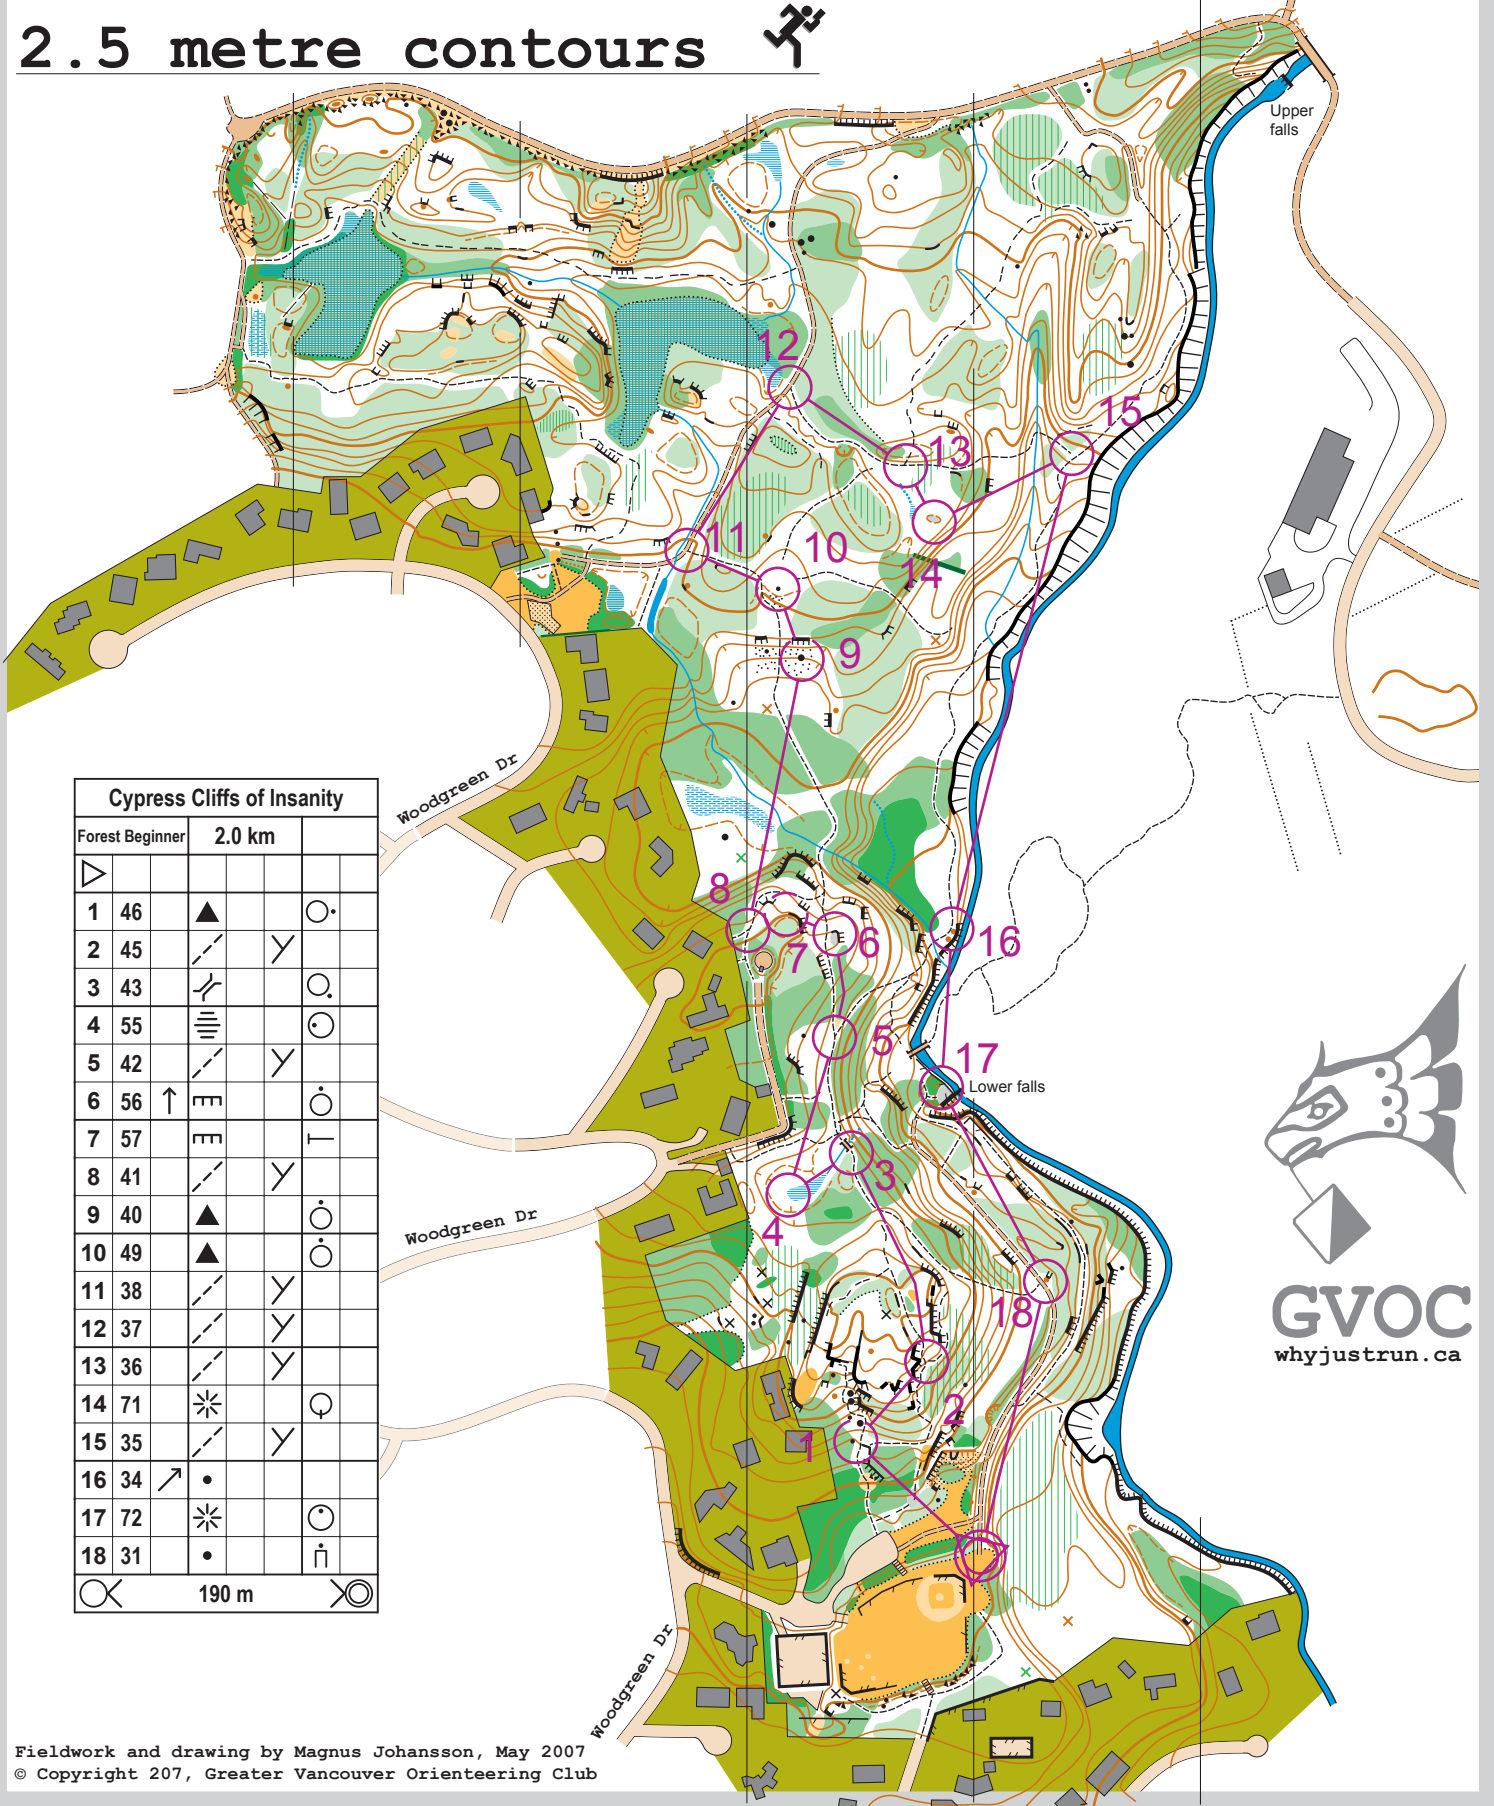 2.5 metre contours
Upper
falls
12
15
13
11
10
14
9
Woodgreen Dr
Cypress Cliffs of Insanity
Forest Beginner 2.0 km
1 46
2 45
3 43
4 55
5 42
6 56
7 57
8 41
9 40
10 49
11 38
12 37
13 36
14 71
15 35
16 34
17 72
18 31
190 m
8
7
6
16
5
17
Lower falls
3
4
Woodgreen Dr
18
2
1
GVOC
whyjustrun.ca
Woodgreen Dr
Fieldwork and drawing by Magnus Johansson, May 2007
© Copyright 207, Greater Vancouver Orienteering Club